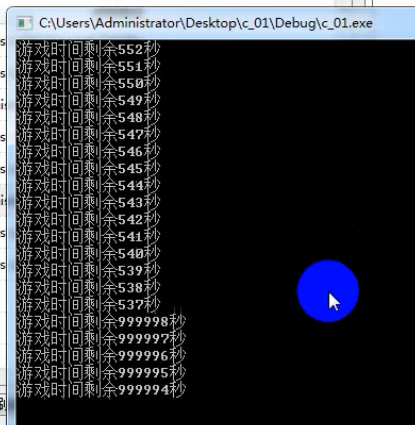 C:\Users\Administrator\Desktop\c_01\Debug\c_01.exe
游戏时间剩余552秒
游戏时间剩余551秒
游戏时间剩余550秒
游戏时间剩余549秒
游戏时间剩余548秒
游戏时间剩余547秒
游戏时间剩余546秒
游戏时间剩余545秒
游戏时间剩余544秒
游戏时间剩余543秒
游戏时间剩余542秒
游戏时间剩余541秒
游戏时间剩余540秒
游戏时间剩余539秒
游戏时间剩余538秒
游戏时间剩余537秒
游戏时间剩余999998秒
游戏时间剩余999997秒
游戏时间剩余999996秒
游戏时间剩余999995秒
游戏时间剩余999994秒